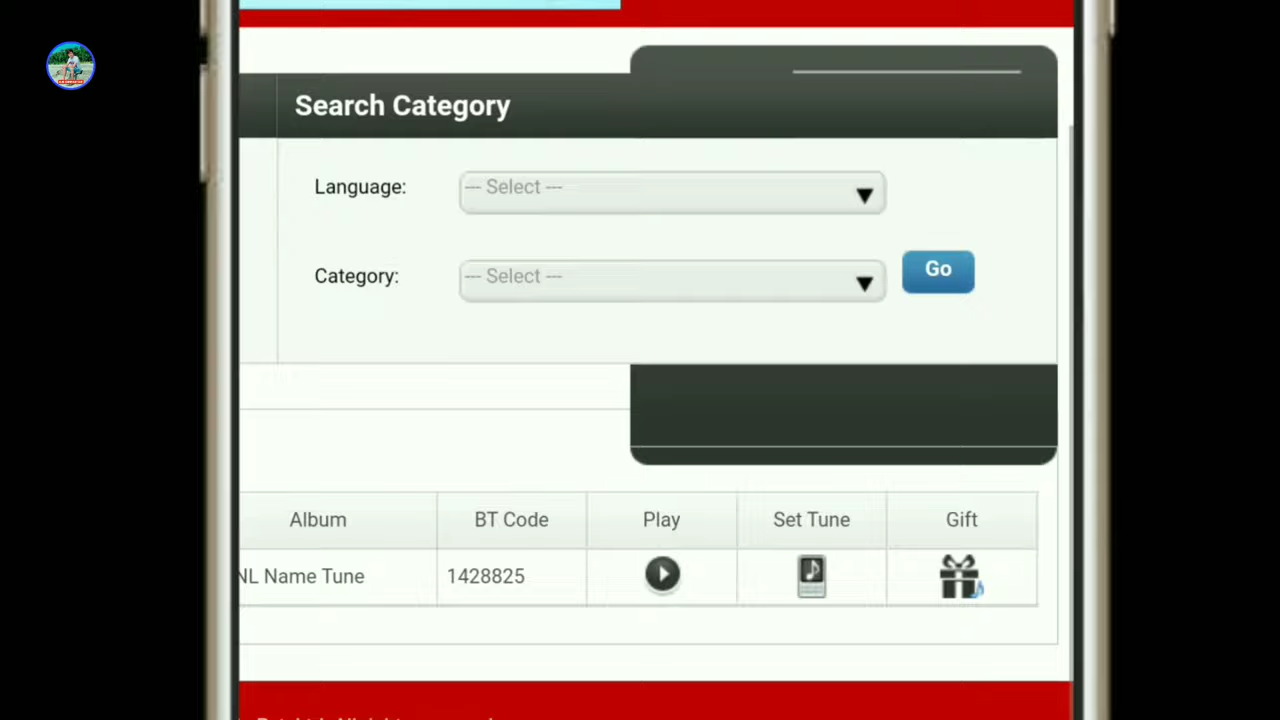 Search Category
Language:
--- Select ---
Category:
--- Select ---
Go
Album
BT Code
Play
Set Tune
Gift
NL Name Tune
1428825